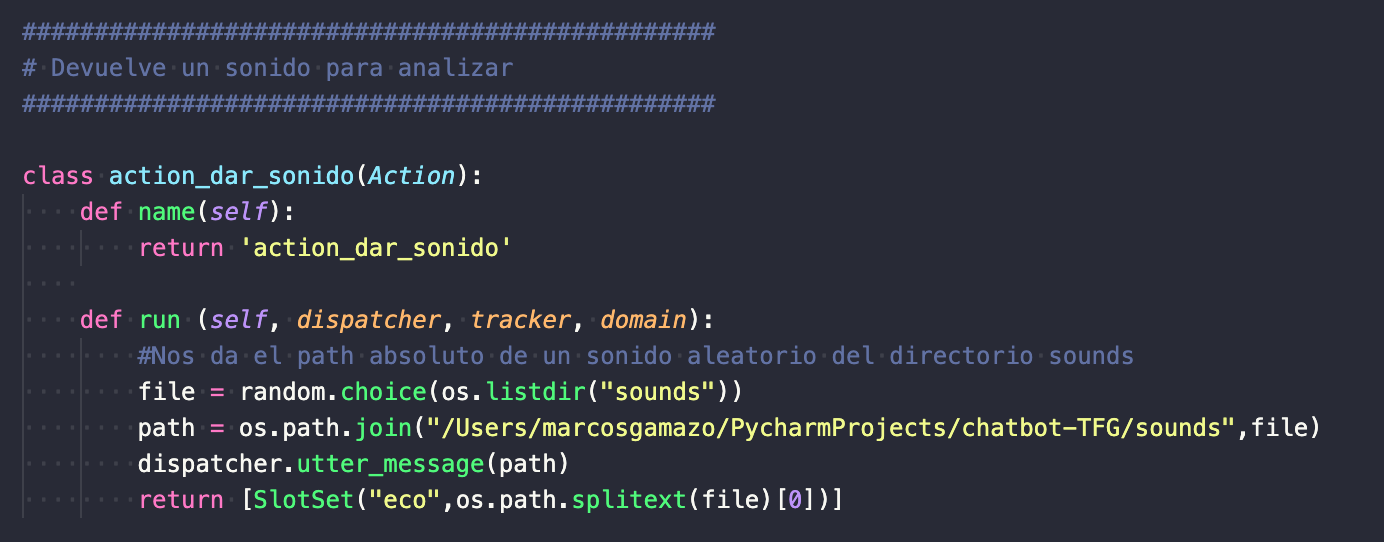 ################################################
# Devuelve un sonido para analizar
################################################
class action_dar_sonido(Action):
def name(self):
return 'action_dar_sonido'
def run (self, dispatcher, tracker, domain):
#Nos da el path absoluto de un sonido aleatorio del directorio sounds
file = random.choice(os.listdir("sounds"))
path = os.path.join("/Users/marcosgamazo/PycharmProjects/chatbot-TFG/sounds",file)
dispatcher.utter_message(path)
return [SlotSet("eco",os.path.splitext(file)[0])]